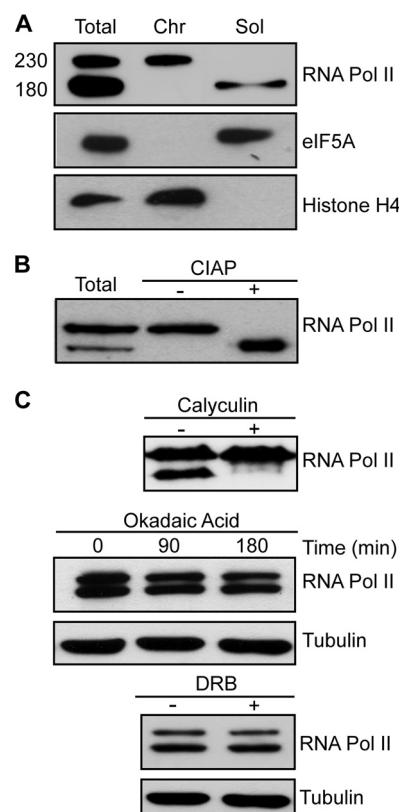 A
Total Chr Sol
230
180
RNA Pol II
eIF5A
Histone H4
B
CIAP
Total - +
RNA Pol II
C
Calyculin
- +
RNA Pol II
Okadaic Acid
0 90 180 Time (min)
RNA Pol II
Tubulin
DRB
- +
RNA Pol II
Tubulin